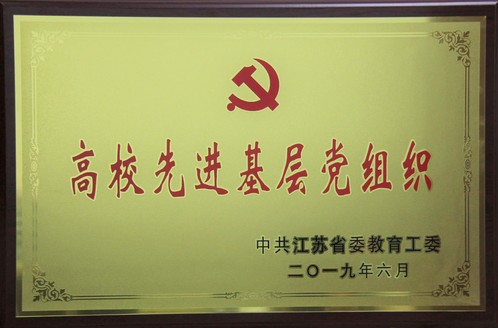 高校先进基层党组织
中共江苏省委教育工委
二〇一九年六月